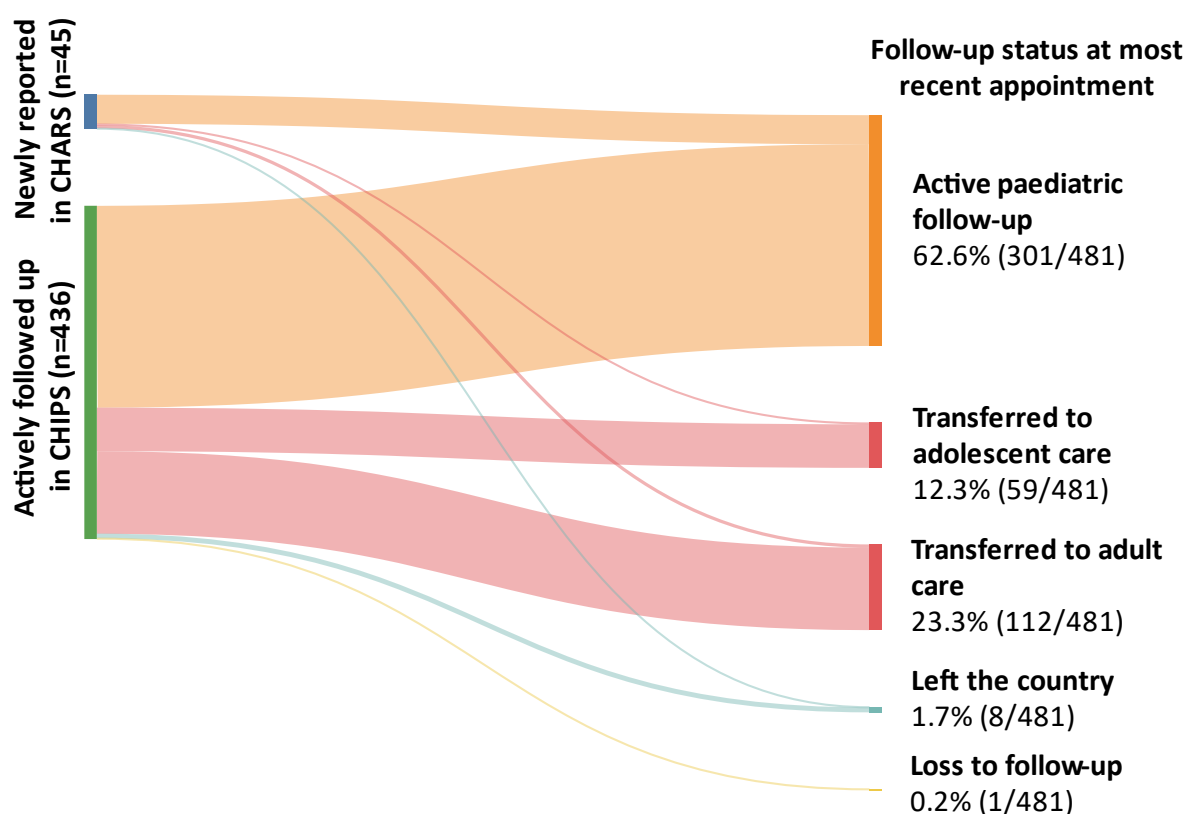 Newly reported
in CHARS (n=45)
Actively followed up
in CHIPS (n=436)
Follow-up status at most
recent appointment
Active paediatric
follow-up
62.6% (301/481)
Transferred to
adolescent care
12.3% (59/481)
Transferred to adult
care
23.3% (112/481)
Left the country
1.7% (8/481)
Loss to follow-up
0.2% (1/481)